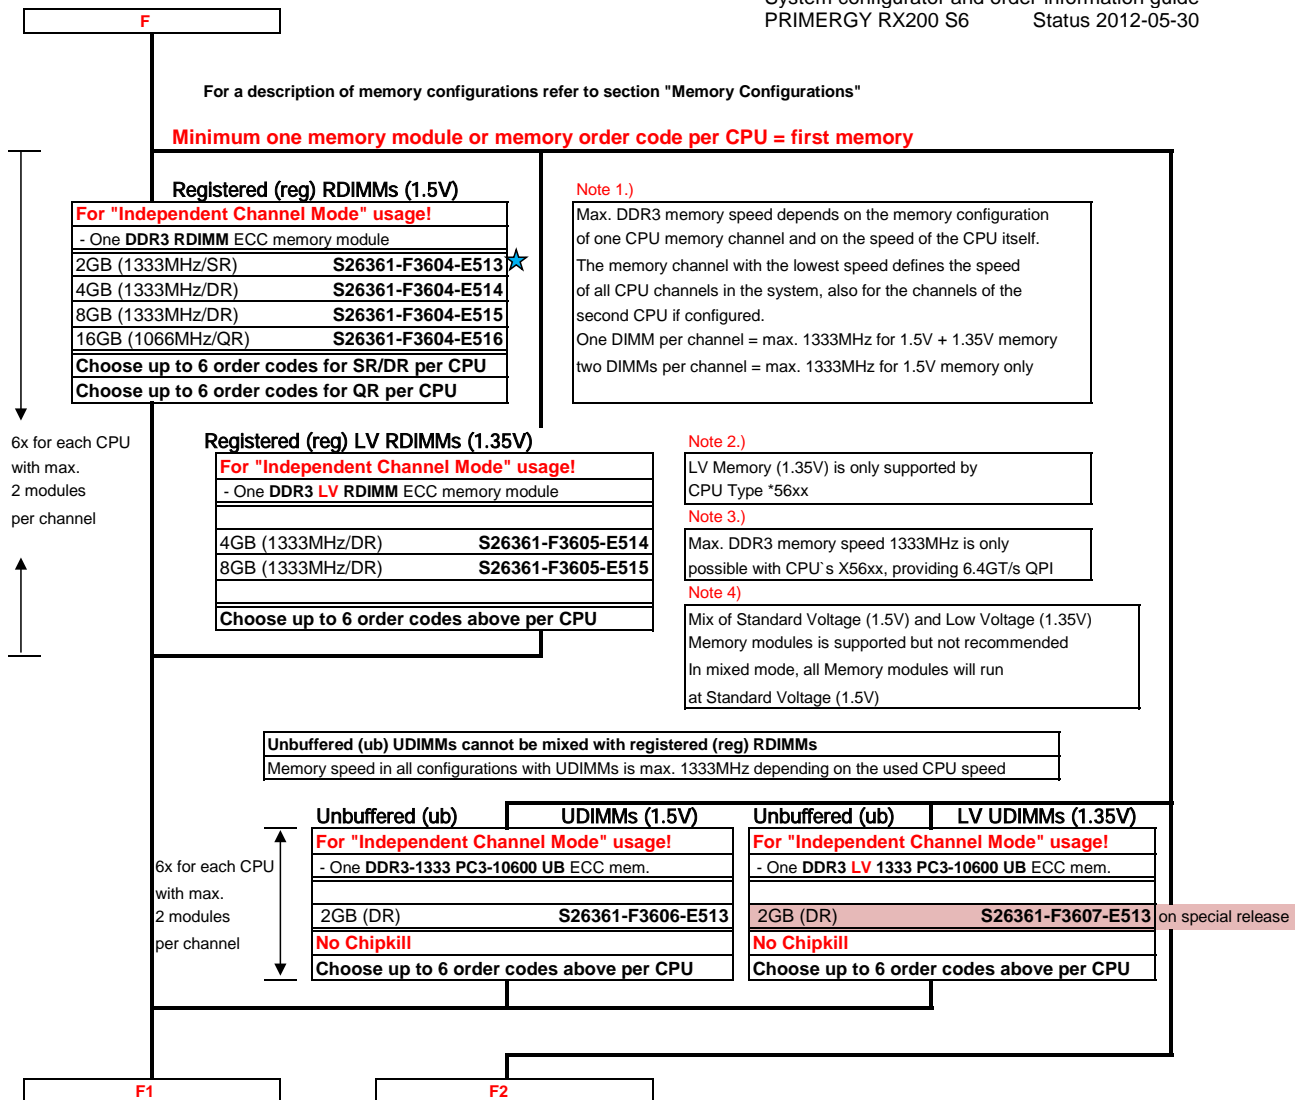 System configurator and order-information guide
PRIMERGY RX200 S6 Status 2012-05-30
F
For a description of memory configurations refer to section "Memory Configurations"
Minimum one memory module or memory order code per CPU = first memory
Registered (reg) RDIMMs (1.5V)
For "Independent Channel Mode" usage!
- One DDR3 RDIMM ECC memory module
2GB (1333MHz/SR) S26361-F3604-E513
4GB (1333MHz/DR) S26361-F3604-E514
8GB (1333MHz/DR) S26361-F3604-E515
16GB (1066MHz/QR) S26361-F3604-E516
Choose up to 6 order codes for SR/DR per CPU
Choose up to 6 order codes for QR per CPU
Note 1.)
Max. DDR3 memory speed depends on the memory configuration
of one CPU memory channel and on the speed of the CPU itself.
The memory channel with the lowest speed defines the speed
of all CPU channels in the system, also for the channels of the
second CPU if configured.
One DIMM per channel = max. 1333MHz for 1.5V + 1.35V memory
two DIMMs per channel = max. 1333MHz for 1.5V memory only
6x for each CPU
with max.
2 modules
per channel
Registered (reg) LV RDIMMs (1.35V)
For "Independent Channel Mode" usage!
- One DDR3 LV RDIMM ECC memory module
4GB (1333MHz/DR) S26361-F3605-E514
8GB (1333MHz/DR) S26361-F3605-E515
Choose up to 6 order codes above per CPU
Note 2.)
LV Memory (1.35V) is only supported by
CPU Type *56xx
Note 3.)
Max. DDR3 memory speed 1333MHz is only
possible with CPU`s X56xx, providing 6.4GT/s QPI
Note 4)
Mix of Standard Voltage (1.5V) and Low Voltage (1.35V)
Memory modules is supported but not recommended
In mixed mode, all Memory modules will run
at Standard Voltage (1.5V)
Unbuffered (ub) UDIMMs cannot be mixed with registered (reg) RDIMMs
Memory speed in all configurations with UDIMMs is max. 1333MHz depending on the used CPU speed
6x for each CPU
with max.
2 modules
per channel
Unbuffered (ub) UDIMMs (1.5V)
For "Independent Channel Mode" usage!
- One DDR3-1333 PC3-10600 UB ECC mem.
2GB (DR) S26361-F3606-E513
No Chipkill
Choose up to 6 order codes above per CPU
Unbuffered (ub) LV UDIMMs (1.35V)
For "Independent Channel Mode" usage!
- One DDR3 LV 1333 PC3-10600 UB ECC mem.
2GB (DR) S26361-F3607-E513 on special release
No Chipkill
Choose up to 6 order codes above per CPU
F1
F2